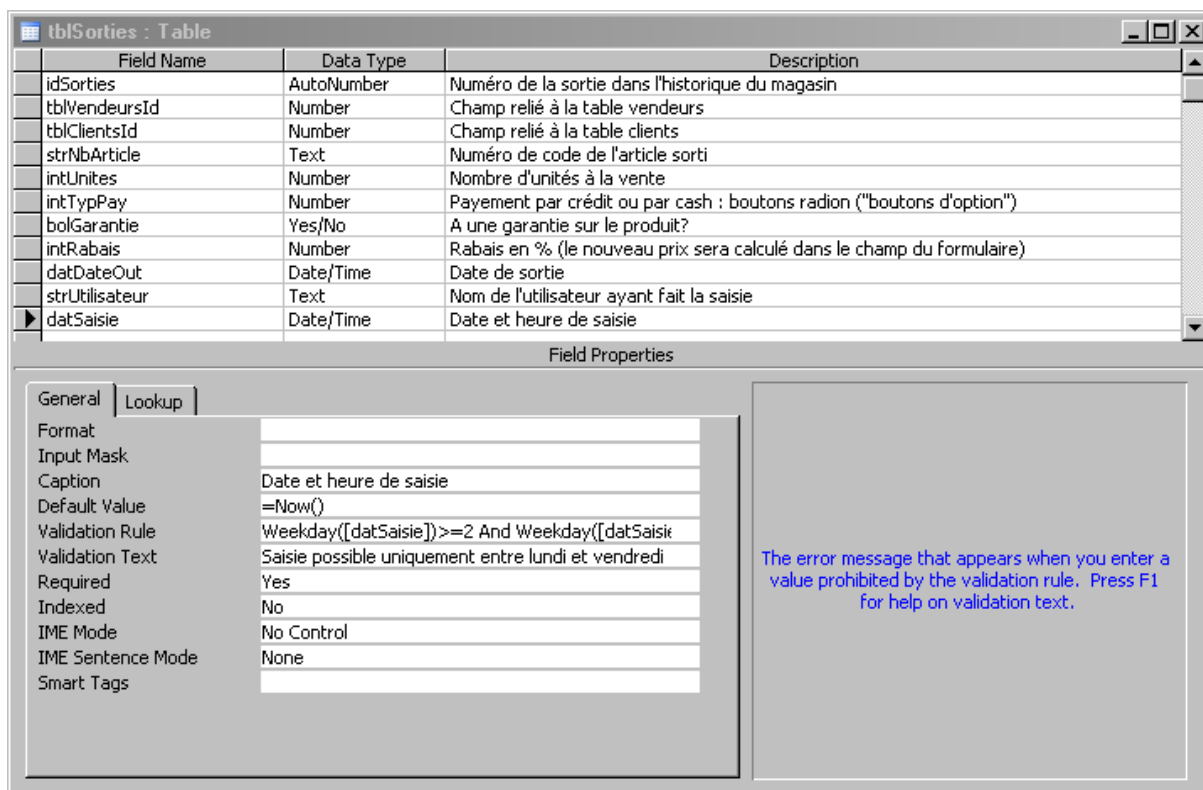 tblSorties : Table
Field Name Data Type Description
idSorties AutoNumber Numéro de la sortie dans l'historique du magasin
tblVendeursId Number Champ relié à la table vendeurs
tblClientsId Number Champ relié à la table clients
strNbArticle Text Numéro de code de l'article sorti
intUnites Number Nombre d'unités à la vente
intTypPay Number Payement par crédit ou par cash : boutons radion ("boutons d'option")
bolGarantie Yes/No A une garantie sur le produit?
intRabais Number Rabais en % (le nouveau prix sera calculé dans le champ du formulaire)
datDateOut Date/Time Date de sortie
strUtilisateur Text Nom de l'utilisateur ayant fait la saisie
datSaisie Date/Time Date et heure de saisie
Field Properties
General Lookup
Format
Input Mask
Caption Date et heure de saisie
Default Value =Now()
Validation Rule Weekday([datSaisie])>=2 And Weekday([datSaisie
Validation Text Saisie possible uniquement entre lundi et vendredi
Required Yes
Indexed No
IME Mode No Control
IME Sentence Mode None
Smart Tags
The error message that appears when you enter a
value prohibited by the validation rule. Press F1
for help on validation text.